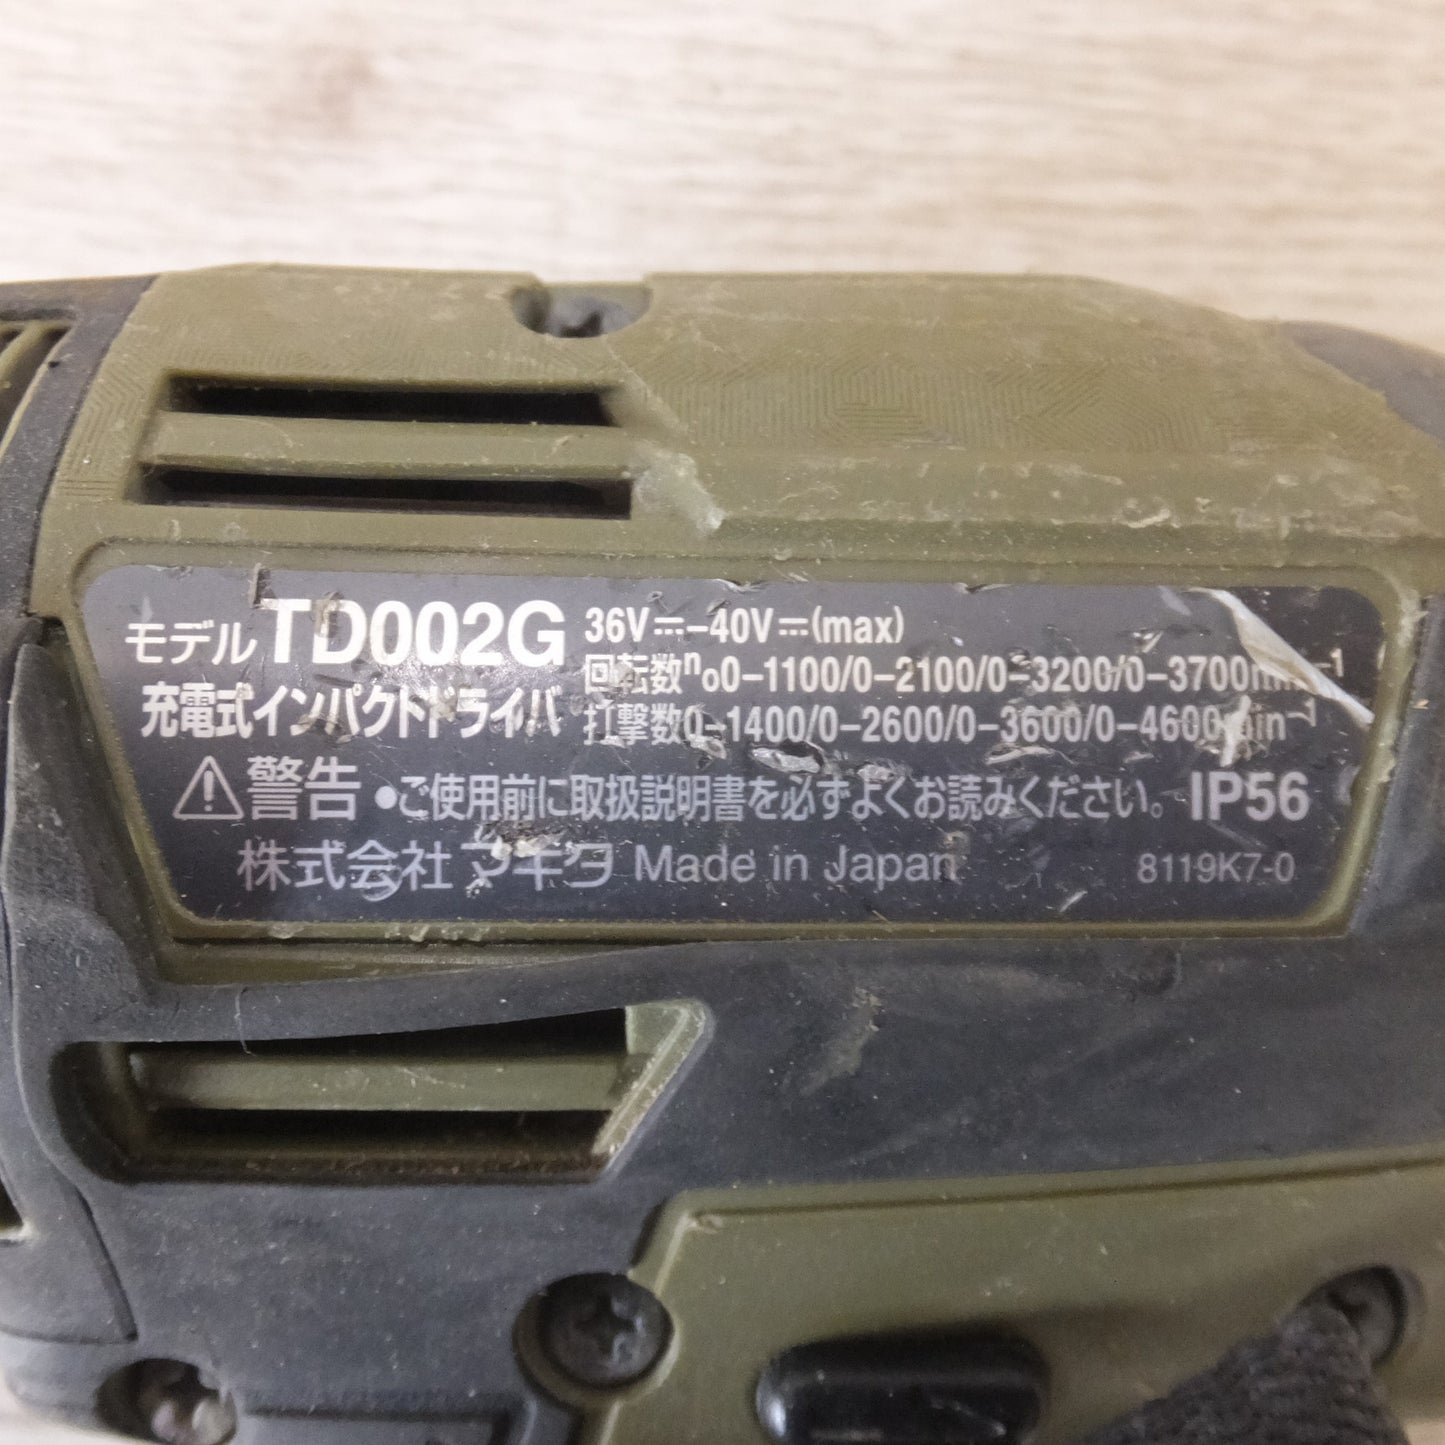 モデル TD002G 36V⎓-40V⎓(max)
充電式インパクトドライバ 回転数n₀0-1100/0-2100/0-3200/0-3700min⁻¹
打撃数0-1400/0-2600/0-3600/0-4600min⁻¹
⚠警告 ●ご使用前に取扱説明書を必ずよくお読みください。 IP56
株式会社 マキタ Made in Japan 8119K7-0